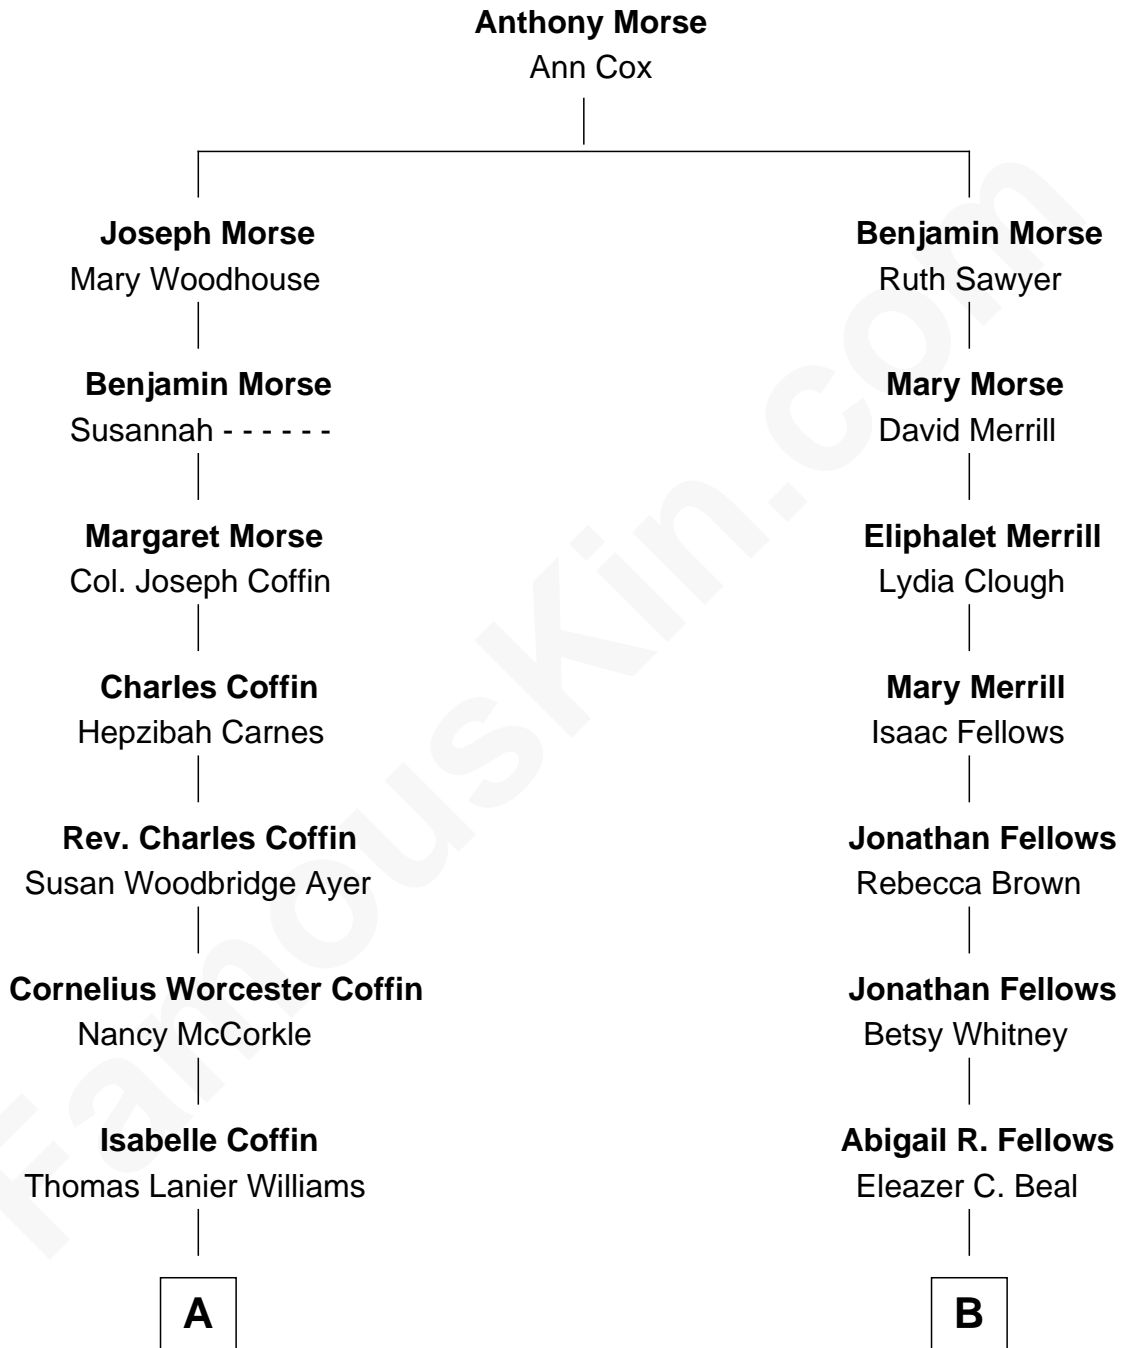 Anthony Morse
Ann Cox
Joseph Morse
Mary Woodhouse
Benjamin Morse
Susannah - - - - - -
Margaret Morse
Col. Joseph Coffin
Charles Coffin
Hepzibah Carnes
Rev. Charles Coffin
Susan Woodbridge Ayer
Cornelius Worcester Coffin
Nancy McCorkle
Isabelle Coffin
Thomas Lanier Williams
A
Benjamin Morse
Ruth Sawyer
Mary Morse
David Merrill
Eliphalet Merrill
Lydia Clough
Mary Merrill
Isaac Fellows
Jonathan Fellows
Rebecca Brown
Jonathan Fellows
Betsy Whitney
Abigail R. Fellows
Eleazer C. Beal
B
FamousKin.com